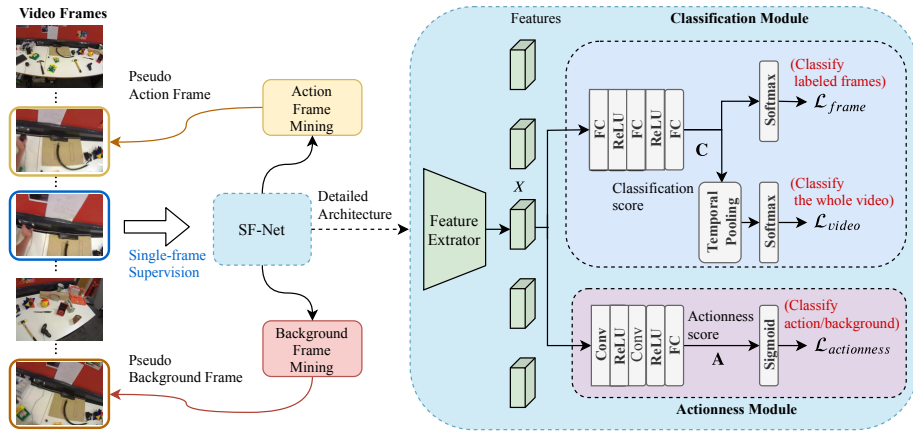 Video Frames
Pseudo
Action Frame
Action
Frame
Mining
SF-Net
Single-frame
Supervision
Detailed
Architecture
Pseudo
Background Frame
Background
Frame
Mining
Features
Classification Module
Feature
Extrator
X
FC
ReLU
FC
ReLU
FC
C
Classification
score
Softmax
(Classify
labeled frames)
ℒframe
Temporal
Pooling
Softmax
(Classify
the whole video)
ℒvideo
Conv
ReLU
Conv
ReLU
FC
Actionness
score
A
Sigmoid
(Classify
action/background)
ℒactionness
Actionness Module